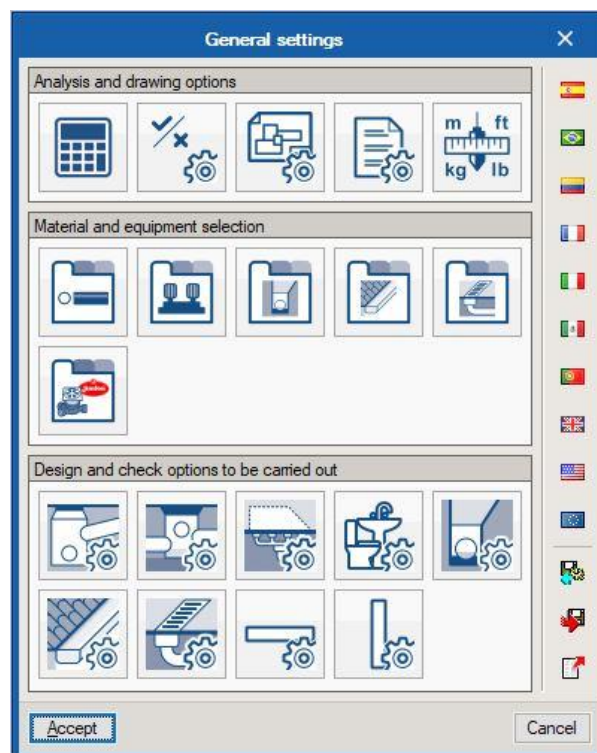 General settings
Analysis and drawing options
m ft
kg lb
Material and equipment selection
Design and check options to be carried out
Accept
Cancel